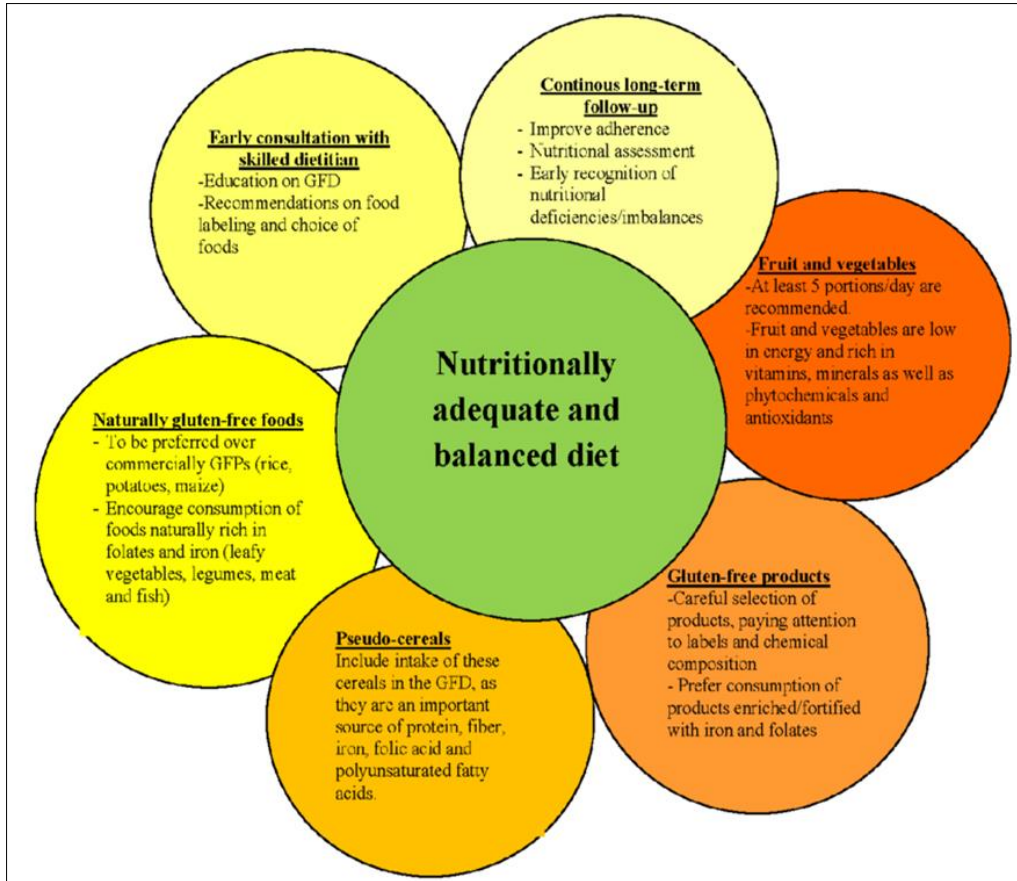 Nutritionally
adequate and
balanced diet
Continous long-term
follow-up
- Improve adherence
- Nutritional assessment
- Early recognition of
nutritional
deficiencies/imbalances
Fruit and vegetables
-At least 5 portions/day are
recommended.
-Fruit and vegetables are low
in energy and rich in
vitamins, minerals as well as
phytochemicals and
antioxidants
Gluten-free products
-Careful selection of
products, paying attention
to labels and chemical
composition
- Prefer consumption of
products enriched/fortified
with iron and folates
Pseudo-cereals
Include intake of these
cereals in the GFD, as
they are an important
source of protein, fiber,
iron, folic acid and
polyunsaturated fatty
acids.
Naturally gluten-free foods
- To be preferred over
commercially GFPs (rice,
potatoes, maize)
- Encourage consumption of
foods naturally rich in
folates and iron (leafy
vegetables, legumes, meat
and fish)
Early consultation with
skilled dietitian
-Education on GFD
-Recommendations on food
labeling and choice of
foods